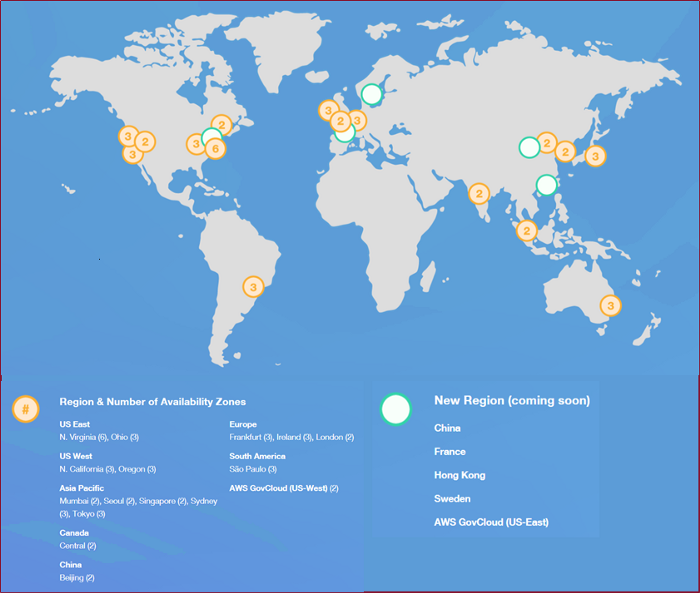 3
2
3
2
3
2
3
6
3
2
2
3
2
2
3
3
#
Region & Number of Availability Zones
US East
N. Virginia (6), Ohio (3)
US West
N. California (3), Oregon (3)
Asia Pacific
Mumbai (2), Seoul (2), Singapore (2), Sydney
(3), Tokyo (3)
Canada
Central (2)
China
Beijing (2)
Europe
Frankfurt (3), Ireland (3), London (2)
South America
São Paulo (3)
AWS GovCloud (US-West) (2)
New Region (coming soon)
China
France
Hong Kong
Sweden
AWS GovCloud (US-East)